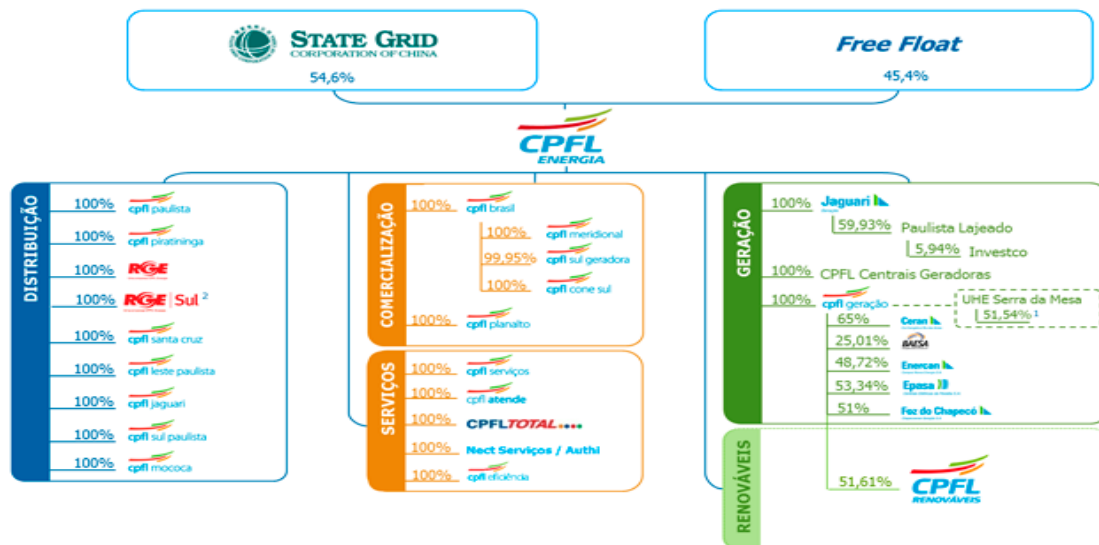 STATE GRID
CORPORATION OF CHINA
54,6%
Free Float
45,4%
CPFL
ENERGIA
DISTRIBUIÇÃO
100% cpfl paulista
100% cpfl piratininga
100% RGE
100% RGE Sul 2
100% cpfl santa cruz
100% cpfl leste paulista
100% cpfl jaguari
100% cpfl sul paulista
100% cpfl mococa
COMERCIALIZAÇÃO
100% cpfl brasil
100% cpfl meridional
99,95% cpfl sul geradora
100% cpfl cone sul
100% cpfl planalto
SERVIÇOS
100% cpfl serviços
100% cpfl atende
100% CPFLTOTAL
100% Nect Serviços / Authi
100% cpfl eficiência
GERAÇÃO
100% Jaguari
59,93% Paulista Lajeado
5,94% Investco
100% CPFL Centrais Geradoras
100% cpfl geração
UHE Serra da Mesa
51,54% 1
65% Ceran
25,01% BAESA
48,72% Enercan
53,34% Epasa
51% Foz do Chapecó
RENOVÁVEIS
51,61% CPFL
RENOVÁVEIS